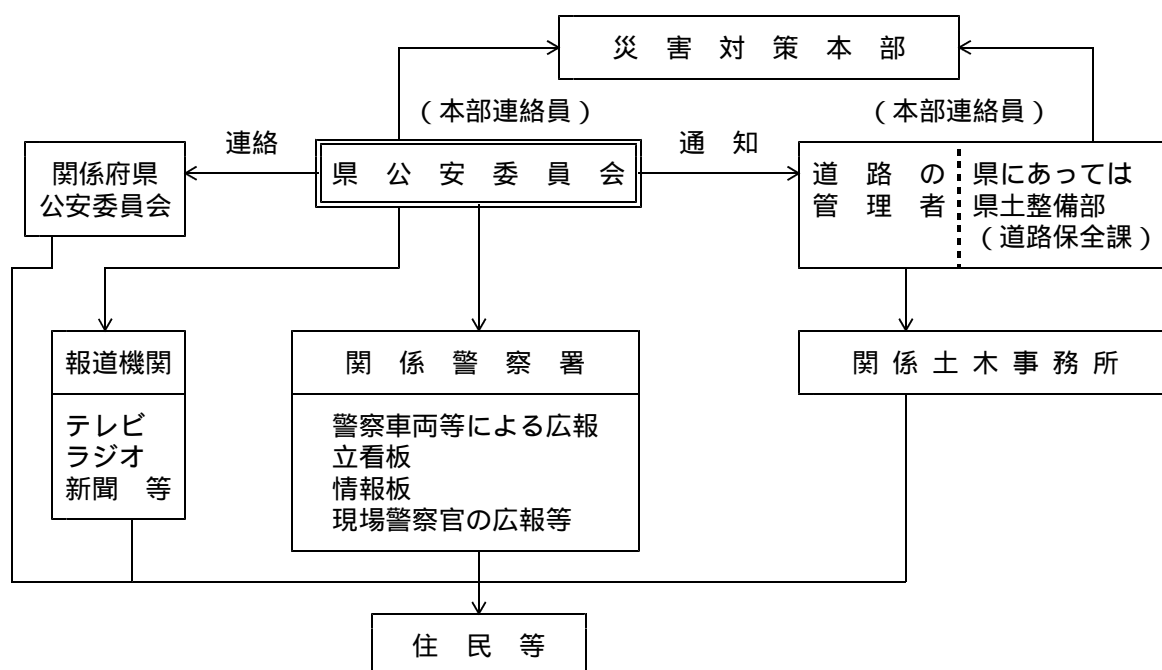 災害対策本部
(本部連絡員)
(本部連絡員)
連絡
通知
関係府県
公安委員会
県公安委員会
道路の
管理者
県にあっては
県土整備部
(道路保全課)
報道機関
テレビ
ラジオ
新聞 等
関係警察署
警察車両等による広報
立看板
情報板
現場警察官の広報等
関係土木事務所
住民等